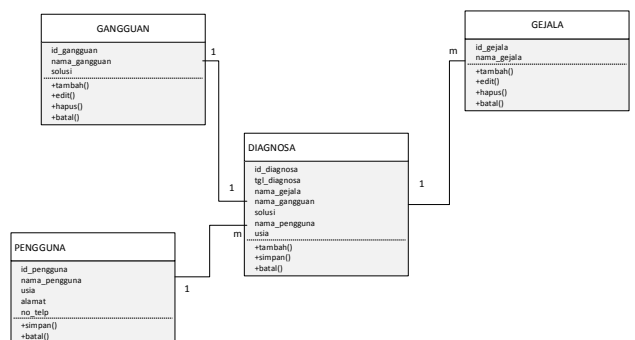 GANGGUAN
id_gangguan
nama_gangguan
solusi
+tambah()
+edit()
+hapus()
+batal()
1
GEJALA
id_gejala
nama_gejala
+tambah()
+edit()
+hapus()
+batal()
m
DIAGNOSA
id_diagnosa
tgl_diagnosa
nama_gejala
nama_gangguan
solusi
nama_pengguna
usia
+tambah()
+simpan()
+batal()
1
1
m
PENGGUNA
id_pengguna
nama_pengguna
usia
alamat
no_telp
+simpan()
+batal()
1